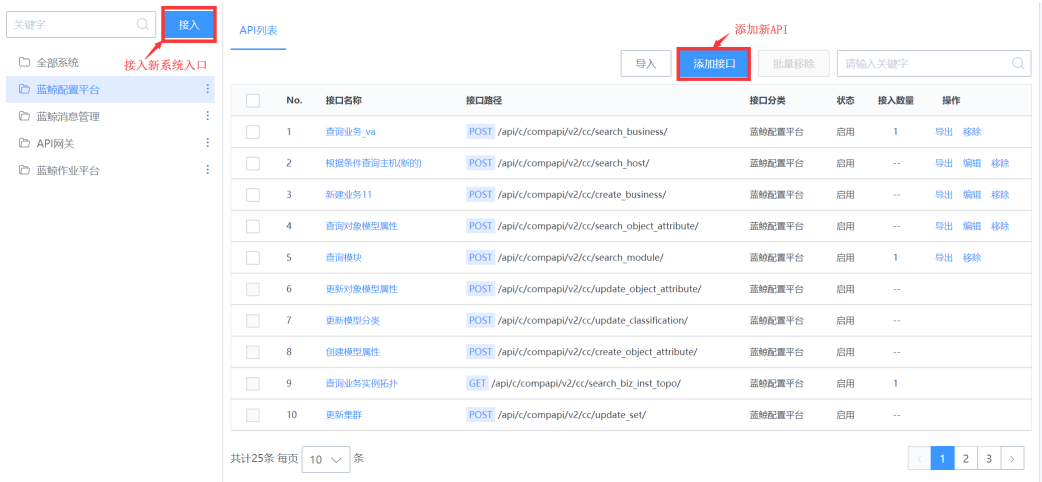 关键字
接入
接入新系统入口
全部系统
蓝鲸配置平台
蓝鲸消息管理
API网关
蓝鲸作业平台
API列表
添加新API
导入 添加接口 批量移除 请输入关键字
No. 接口名称 接口路径 接口分类 状态 接入数量 操作
1 查询业务_va POST /api/c/compapi/v2/cc/search_business/ 蓝鲸配置平台 启用 1 导出 移除
2 根据条件查询主机(新的) POST /api/c/compapi/v2/cc/search_host/ 蓝鲸配置平台 启用 -- 导出 编辑 移除
3 新建业务11 POST /api/c/compapi/v2/cc/create_business/ 蓝鲸配置平台 启用 -- 导出 编辑 移除
4 查询对象模型属性 POST /api/c/compapi/v2/cc/search_object_attribute/ 蓝鲸配置平台 启用 -- 导出 编辑 移除
5 查询模块 POST /api/c/compapi/v2/cc/search_module/ 蓝鲸配置平台 启用 1 导出 移除
6 更新对象模型属性 POST /api/c/compapi/v2/cc/update_object_attribute/ 蓝鲸配置平台 启用 --
7 更新模型分类 POST /api/c/compapi/v2/cc/update_classification/ 蓝鲸配置平台 启用 --
8 创建模型属性 POST /api/c/compapi/v2/cc/create_object_attribute/ 蓝鲸配置平台 启用 --
9 查询业务实例拓扑 GET /api/c/compapi/v2/cc/search_biz_inst_topo/ 蓝鲸配置平台 启用 1
10 更新集群 POST /api/c/compapi/v2/cc/update_set/ 蓝鲸配置平台 启用 --
共计25条 每页 10 条 < 1 2 3 >